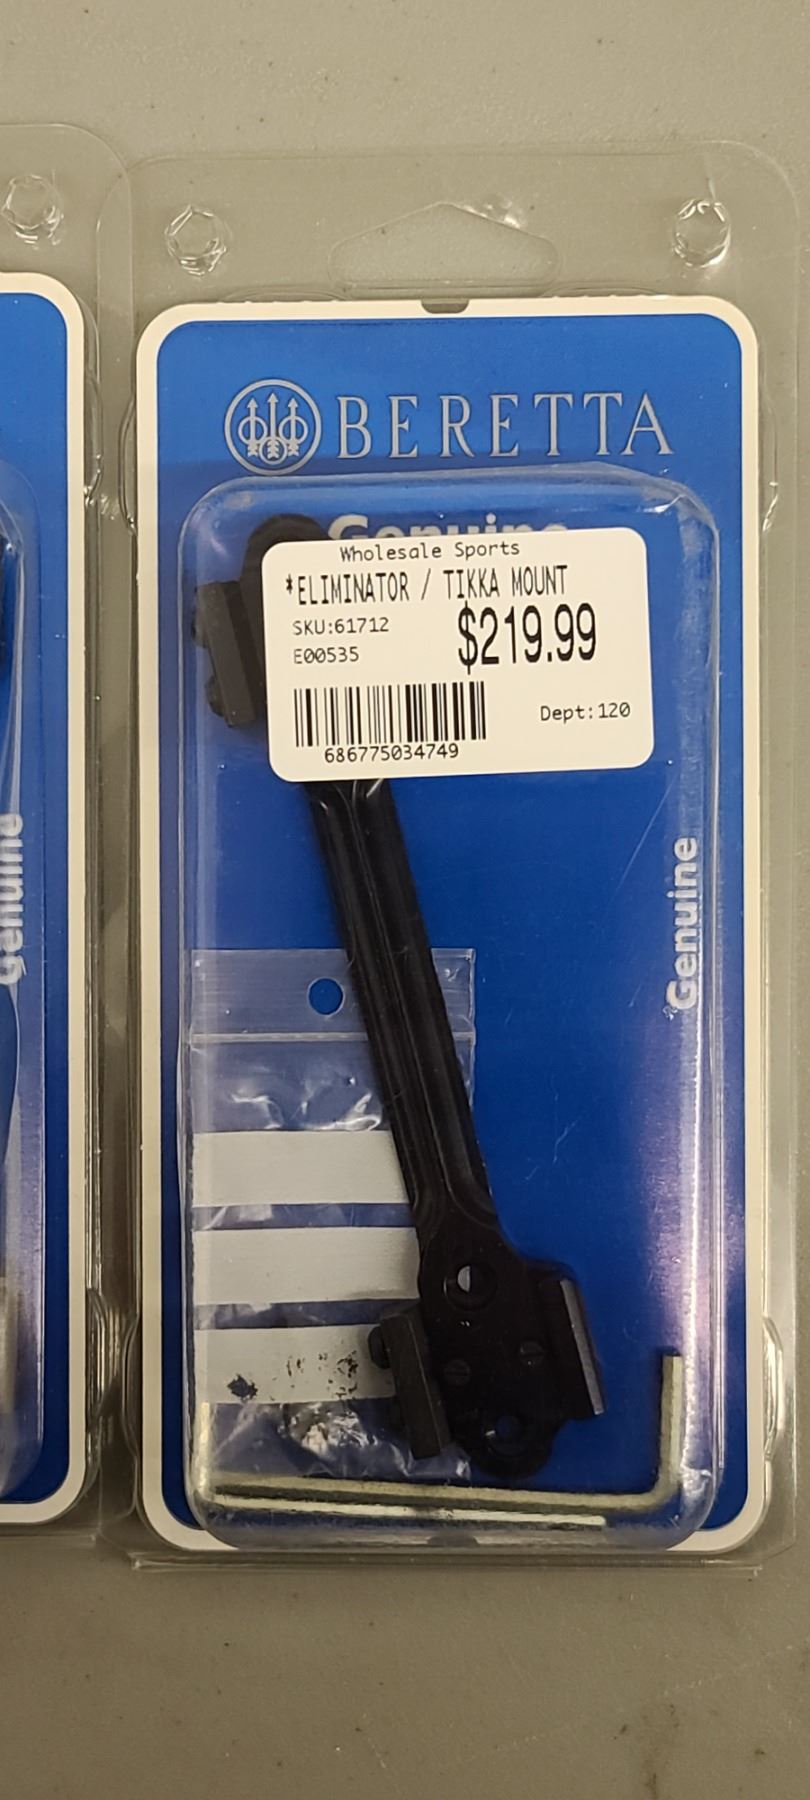 BERETTA
Genuine
Wholesale Sports
*ELIMINATOR / TIKKA MOUNT
SKU:61712
$219.99
E00535
Dept:120
686775034749
Genuine
Genuine